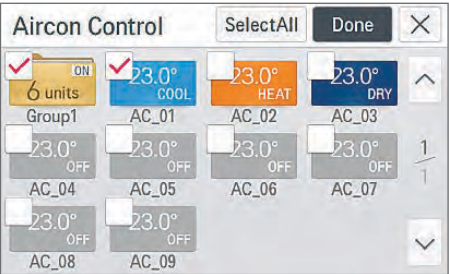 Aircon Control SelectAll Done
ON 23.0° 23.0° 23.0°
6 units COOL HEAT DRY
Group1 AC_01 AC_02 AC_03
23.0° 23.0° 23.0° 23.0°
OFF OFF OFF OFF
AC_04 AC_05 AC_06 AC_07
1/1
23.0° 23.0°
OFF OFF
AC_08 AC_09